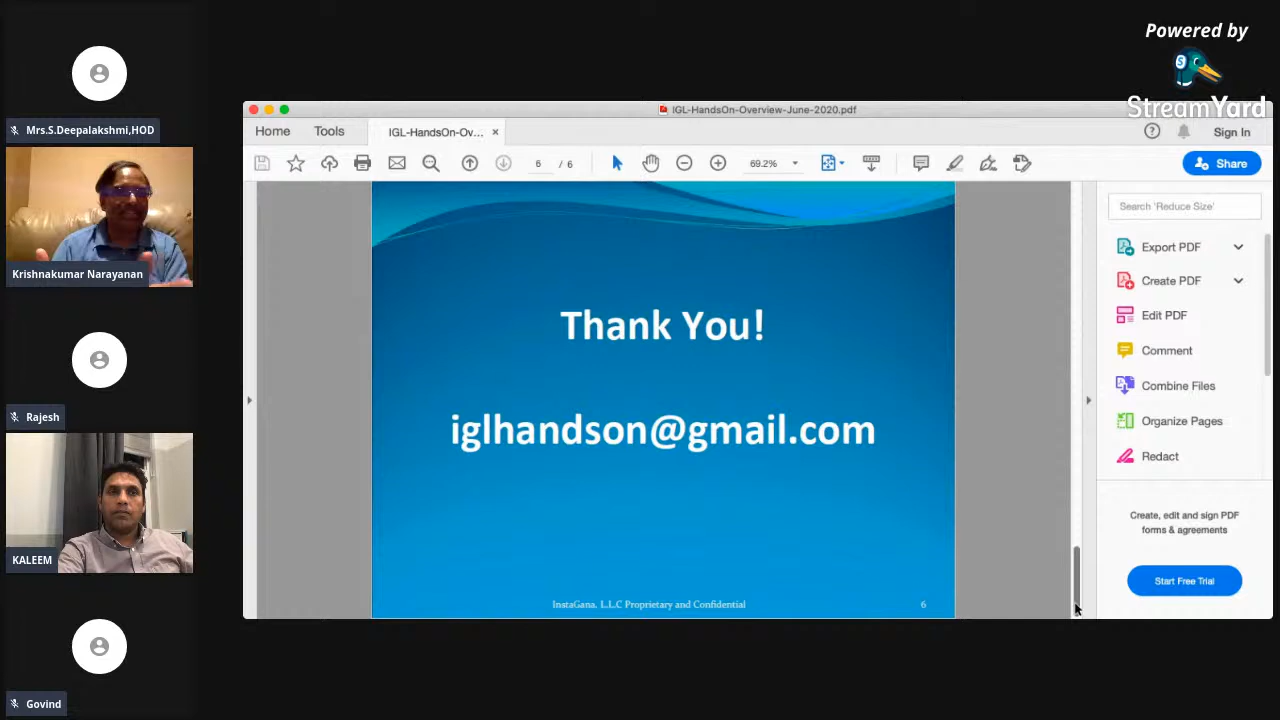 Powered by
StreamYard
Mrs.S.Deepalakshmi,HOD
Krishnakumar Narayanan
Rajesh
KALEEM
Govind
IGL-HandsOn-Overview-June-2020.pdf
Home Tools IGL-HandsOn-Ov... × Sign In
6 / 6 69.2% Share
Thank You!
iglhandson@gmail.com
InstaGana, L.L.C Proprietary and Confidential 6
Search 'Reduce Size'
Export PDF
Create PDF
Edit PDF
Comment
Combine Files
Organize Pages
Redact
Create, edit and sign PDF
forms & agreements
Start Free Trial